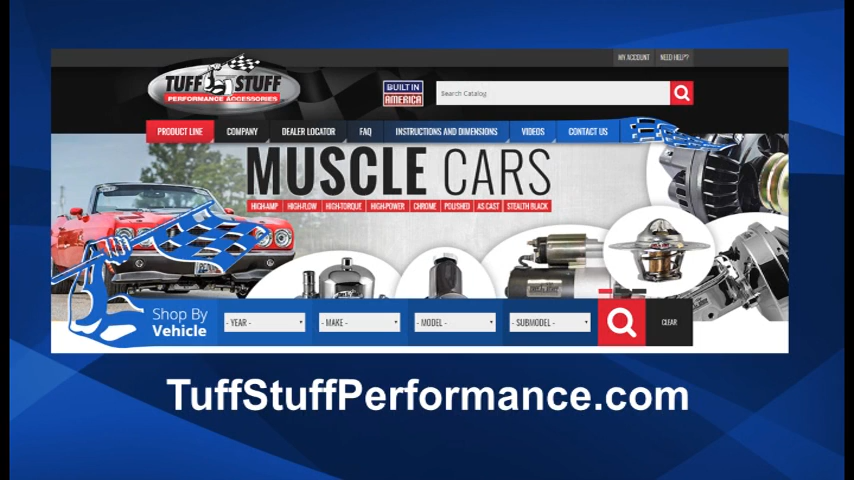 MY ACCOUNT NEED HELP?
TUFF STUFF
PERFORMANCE ACCESSORIES
BUILT IN
AMERICA
Search Catalog
PRODUCT LINE COMPANY DEALER LOCATOR FAQ INSTRUCTIONS AND DIMENSIONS VIDEOS CONTACT US
MUSCLE CARS
HIGH-AMP HIGH-FLOW HIGH-TORQUE HIGH-POWER CHROME POLISHED AS CAST STEALTH BLACK
Shop By
Vehicle
- YEAR - - MAKE - - MODEL - - SUBMODEL - CLEAR
TuffStuffPerformance.com